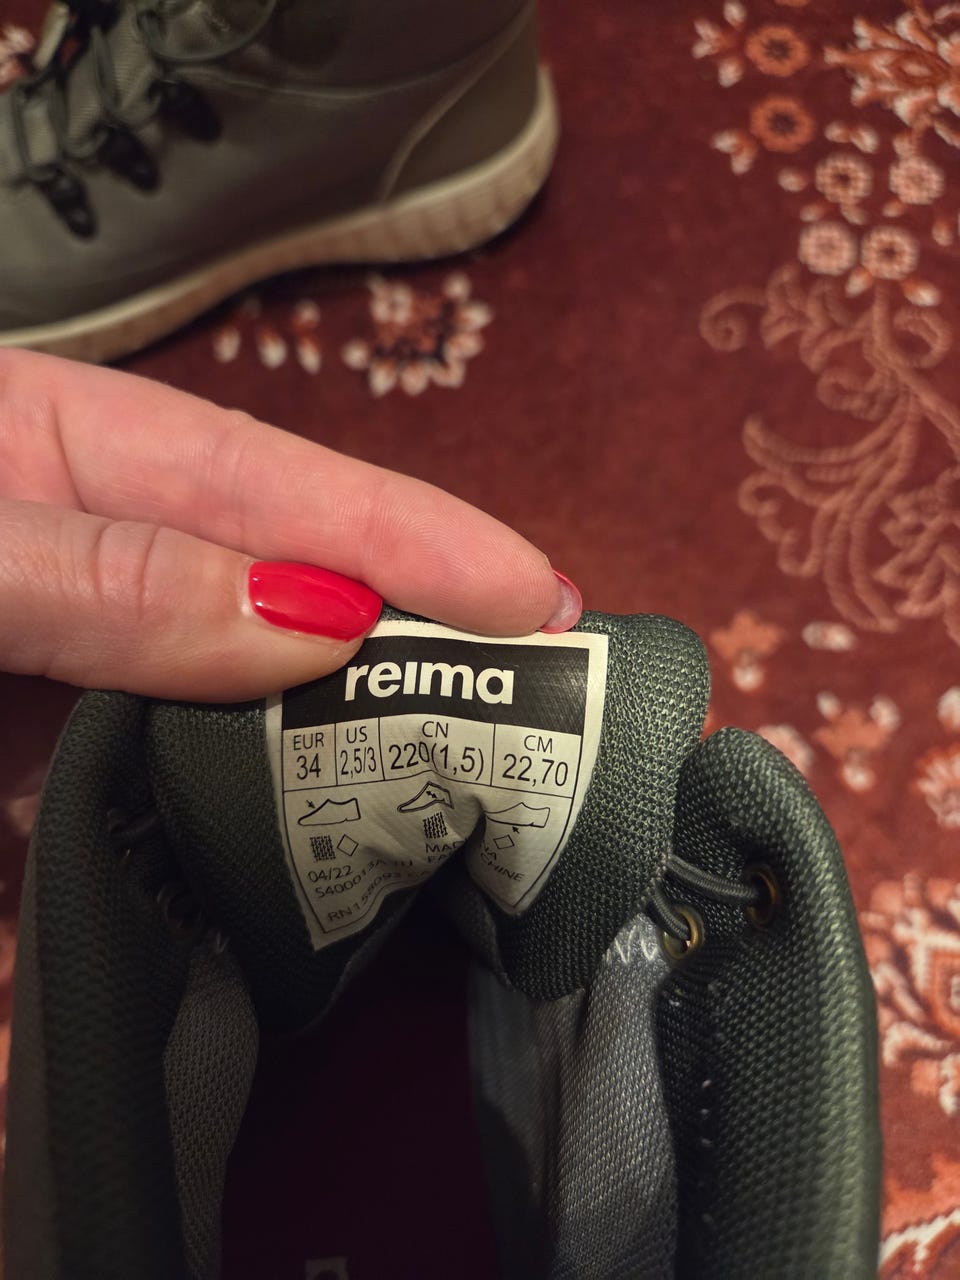 reima
EUR US CN CM
34 2,5/3 220(1,5) 22,70
04/22